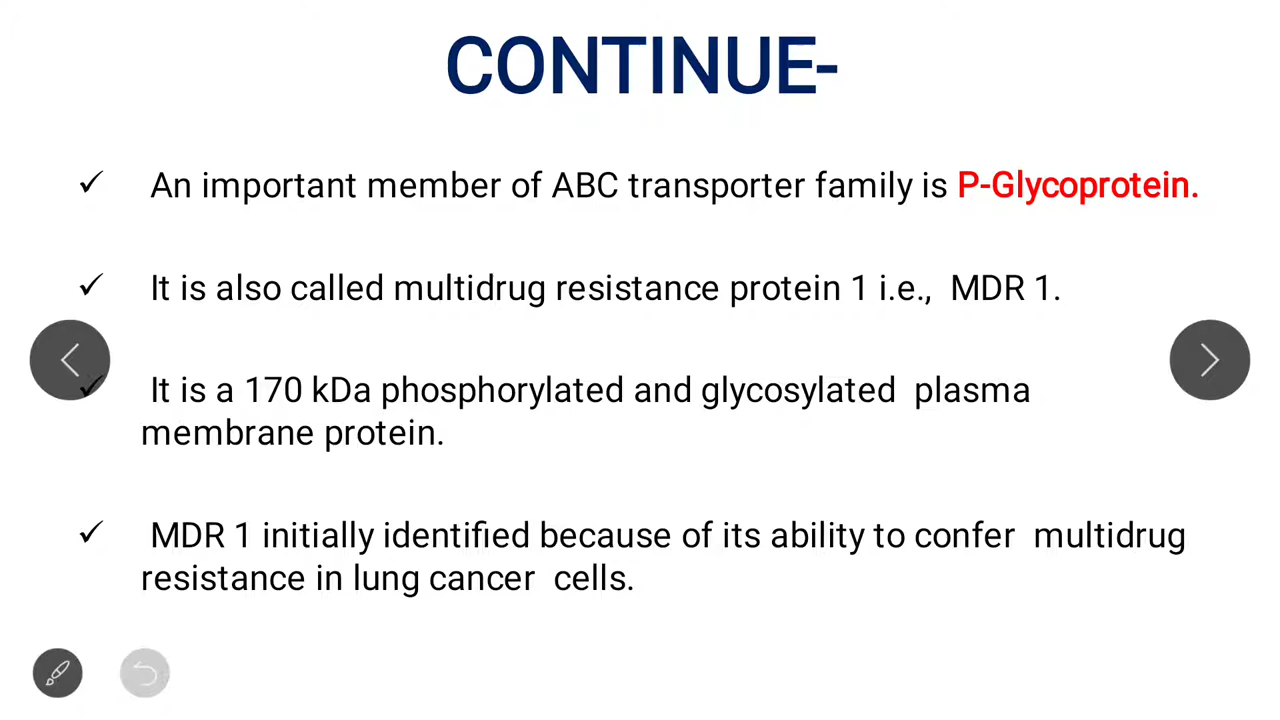 CONTINUE-
✓ An important member of ABC transporter family is P-Glycoprotein.
✓ It is also called multidrug resistance protein 1 i.e., MDR 1.
✓ It is a 170 kDa phosphorylated and glycosylated plasma
membrane protein.
✓ MDR 1 initially identified because of its ability to confer multidrug
resistance in lung cancer cells.